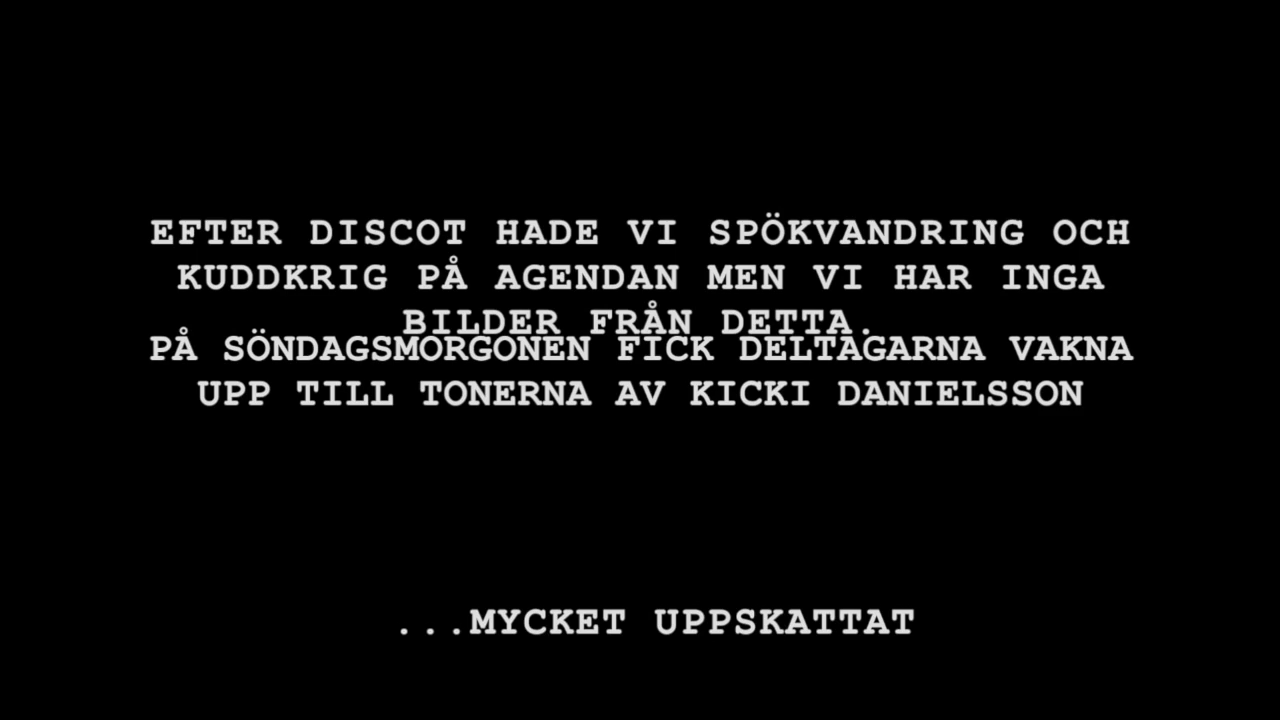 EFTER DISCOT HADE VI SPÖKVANDRING OCH
KUDDKRIG PÅ AGENDAN MEN VI HAR INGA
BILDER FRÅN DETTA.
PÅ SÖNDAGSMORGONEN FICK DELTAGARNA VAKNA
UPP TILL TONERNA AV KICKI DANIELSSON
...MYCKET UPPSKATTAT